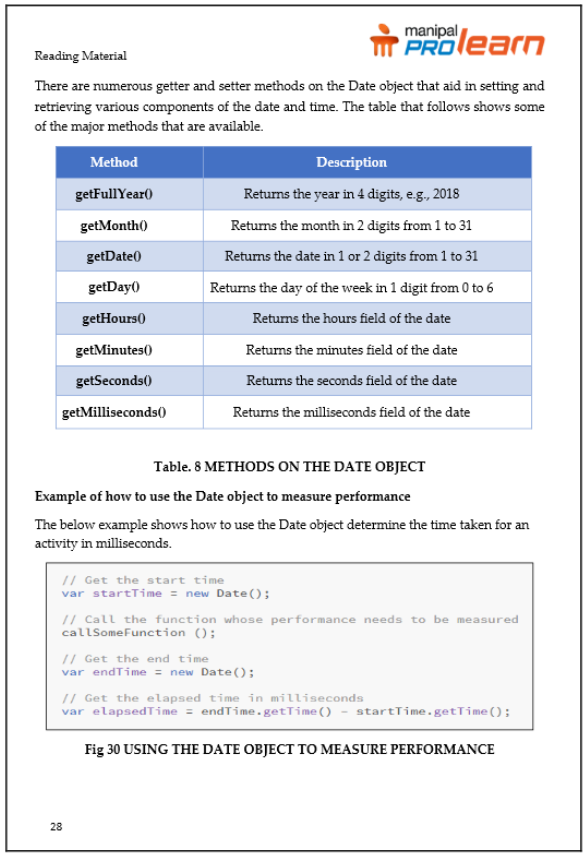 manipal
PROlearn
Reading Material
There are numerous getter and setter methods on the Date object that aid in setting and
retrieving various components of the date and time. The table that follows shows some
of the major methods that are available.
Method Description
getFullYear() Returns the year in 4 digits, e.g., 2018
getMonth() Returns the month in 2 digits from 1 to 31
getDate() Returns the date in 1 or 2 digits from 1 to 31
getDay() Returns the day of the week in 1 digit from 0 to 6
getHours() Returns the hours field of the date
getMinutes() Returns the minutes field of the date
getSeconds() Returns the seconds field of the date
getMilliseconds() Returns the milliseconds field of the date
Table. 8 METHODS ON THE DATE OBJECT
Example of how to use the Date object to measure performance
The below example shows how to use the Date object determine the time taken for an
activity in milliseconds.
// Get the start time
var startTime = new Date();
// Call the function whose performance needs to be measured
callSomeFunction ();
// Get the end time
var endTime = new Date();
// Get the elapsed time in milliseconds
var elapsedTime = endTime.getTime() - startTime.getTime();
Fig 30 USING THE DATE OBJECT TO MEASURE PERFORMANCE
28